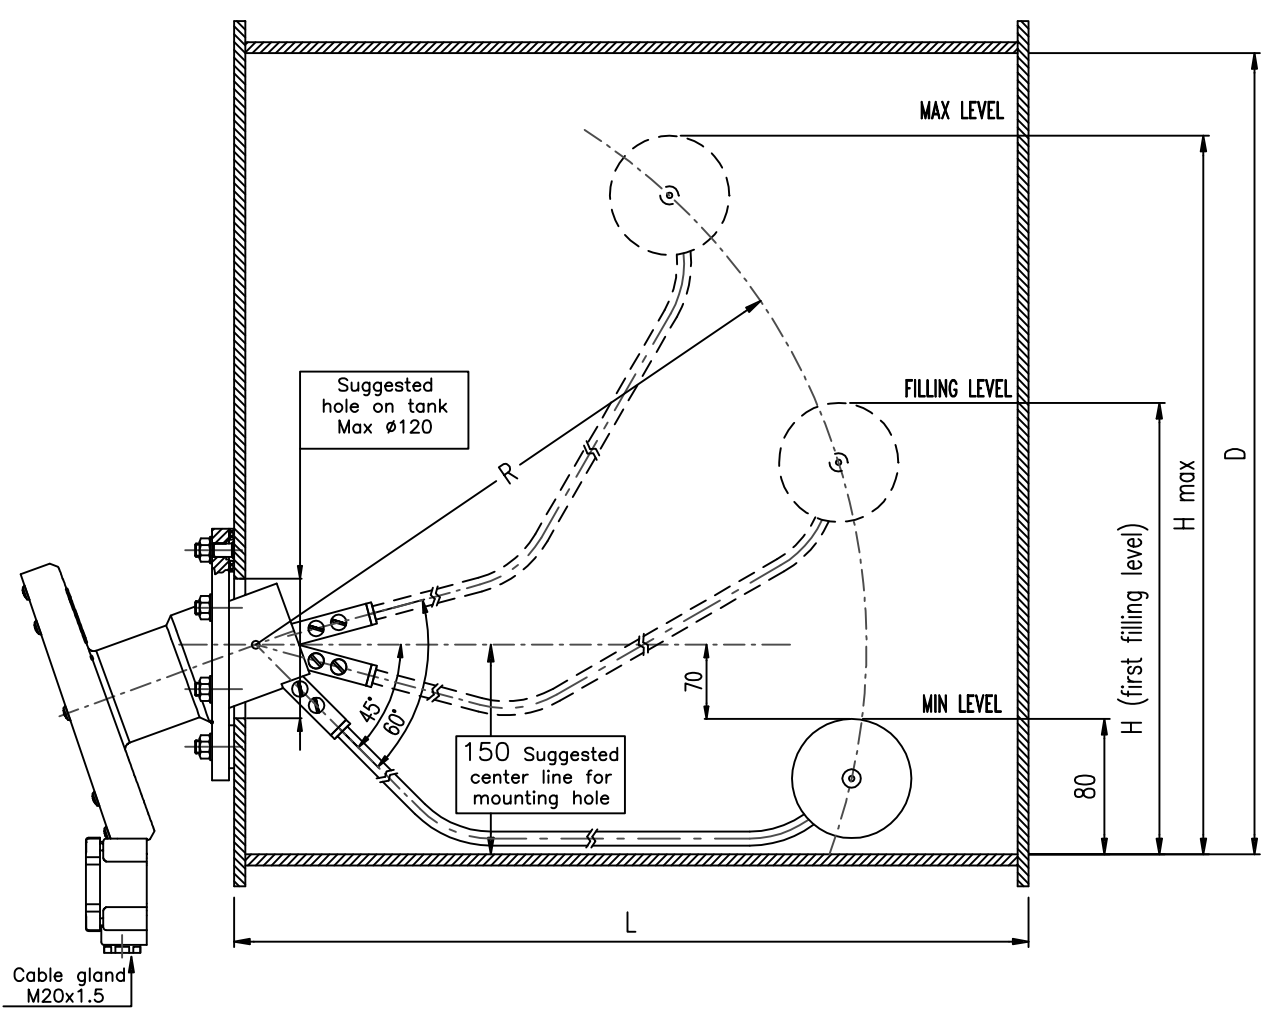 MAX LEVEL
Suggested
hole on tank
Max ø120
FILLING LEVEL
R
D
H max
H (first filling level)
70
MIN LEVEL
45°
60°
150 Suggested
center line for
mounting hole
80
L
Cable gland
M20x1.5